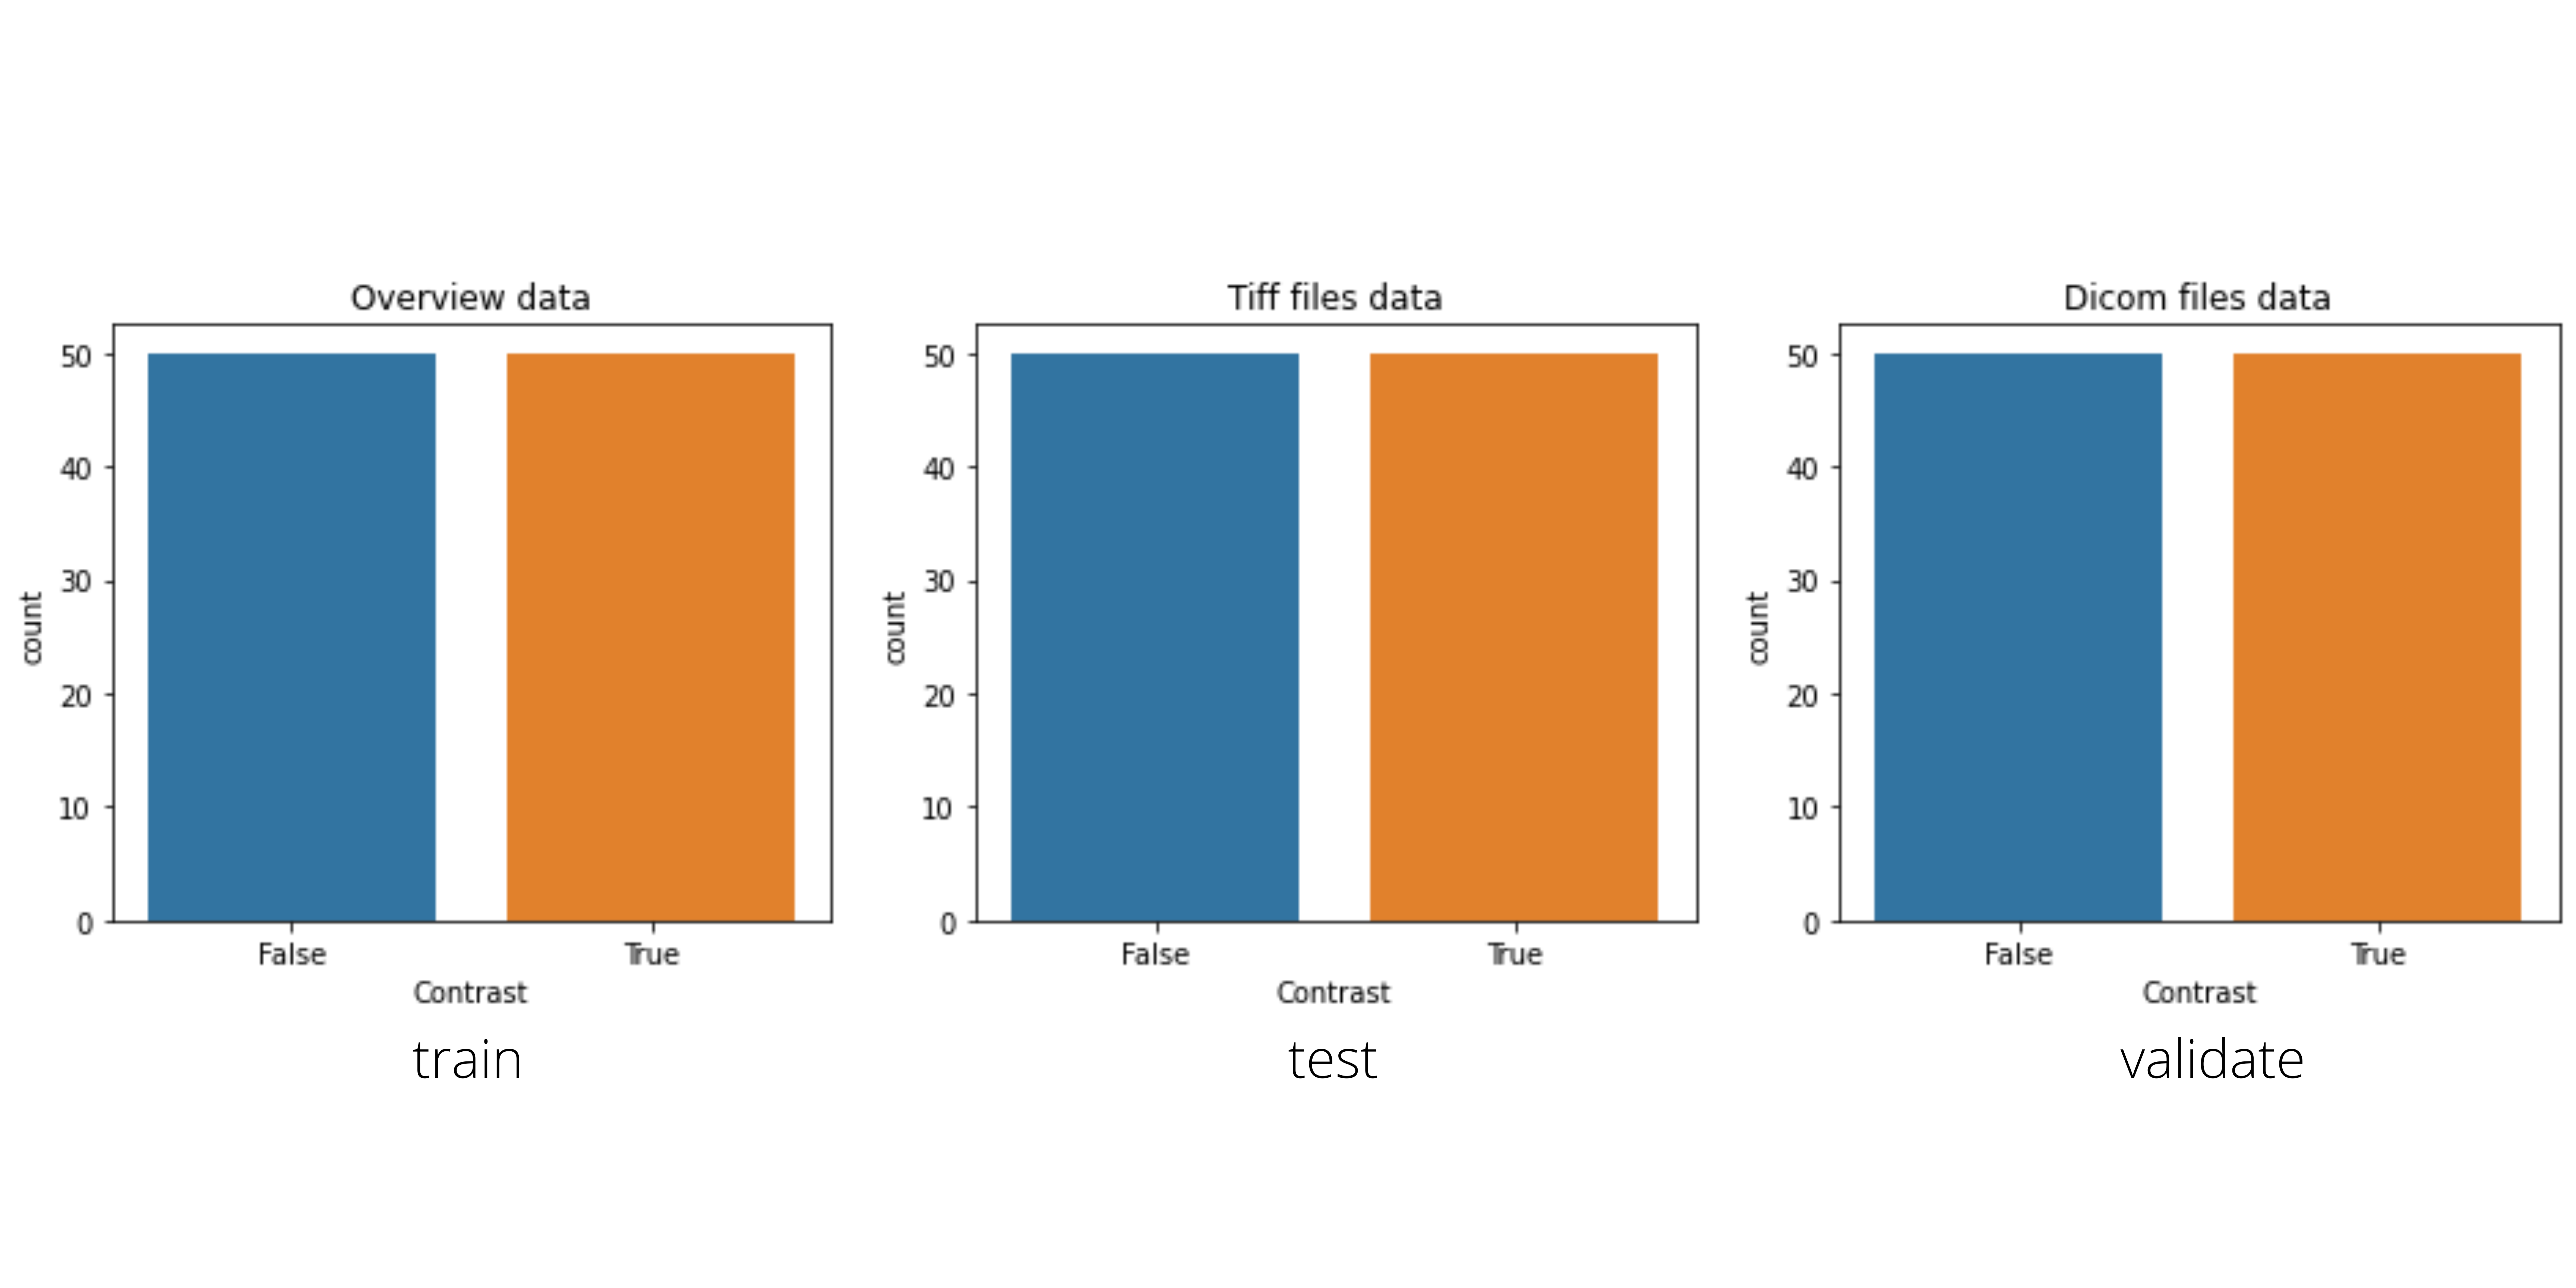 Overview data
50
40
30
20
10
0
count
False True
Contrast
train
Tiff files data
50
40
30
20
10
0
count
False True
Contrast
test
Dicom files data
50
40
30
20
10
0
count
False True
Contrast
validate